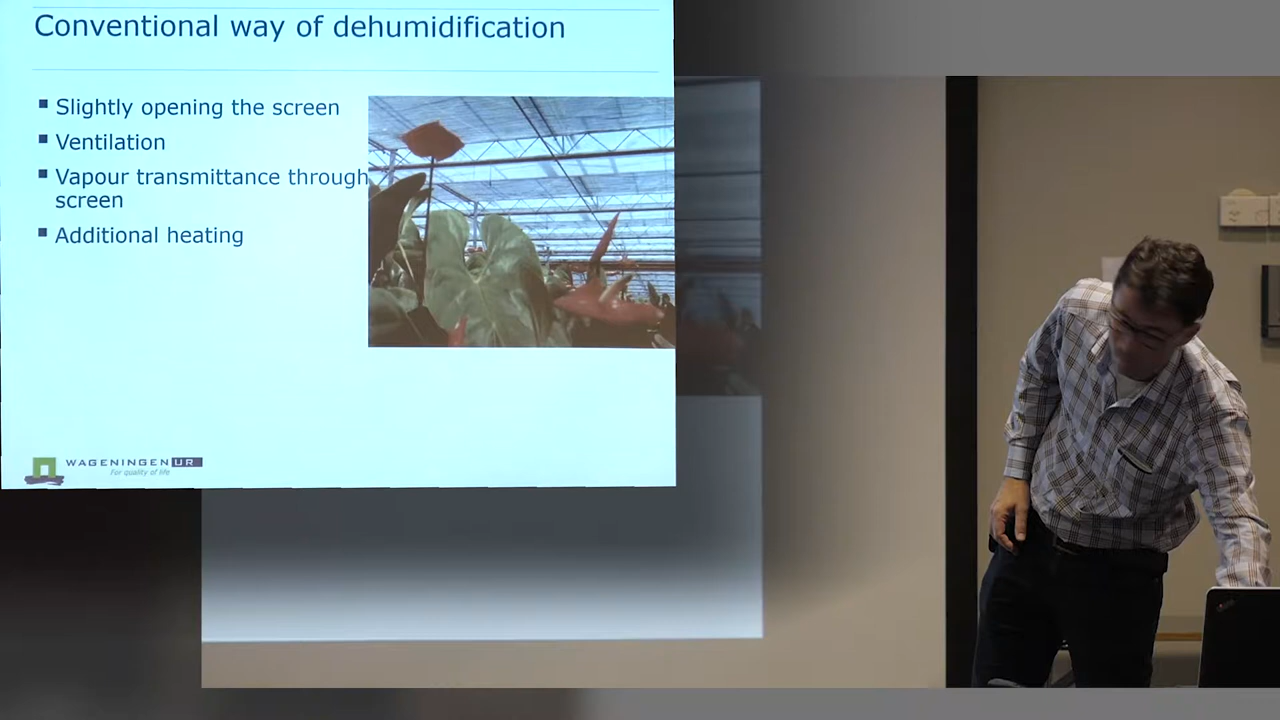 Conventional way of dehumidification
Slightly opening the screen
Ventilation
Vapour transmittance through
screen
Additional heating
WAGENINGEN UR
For quality of life